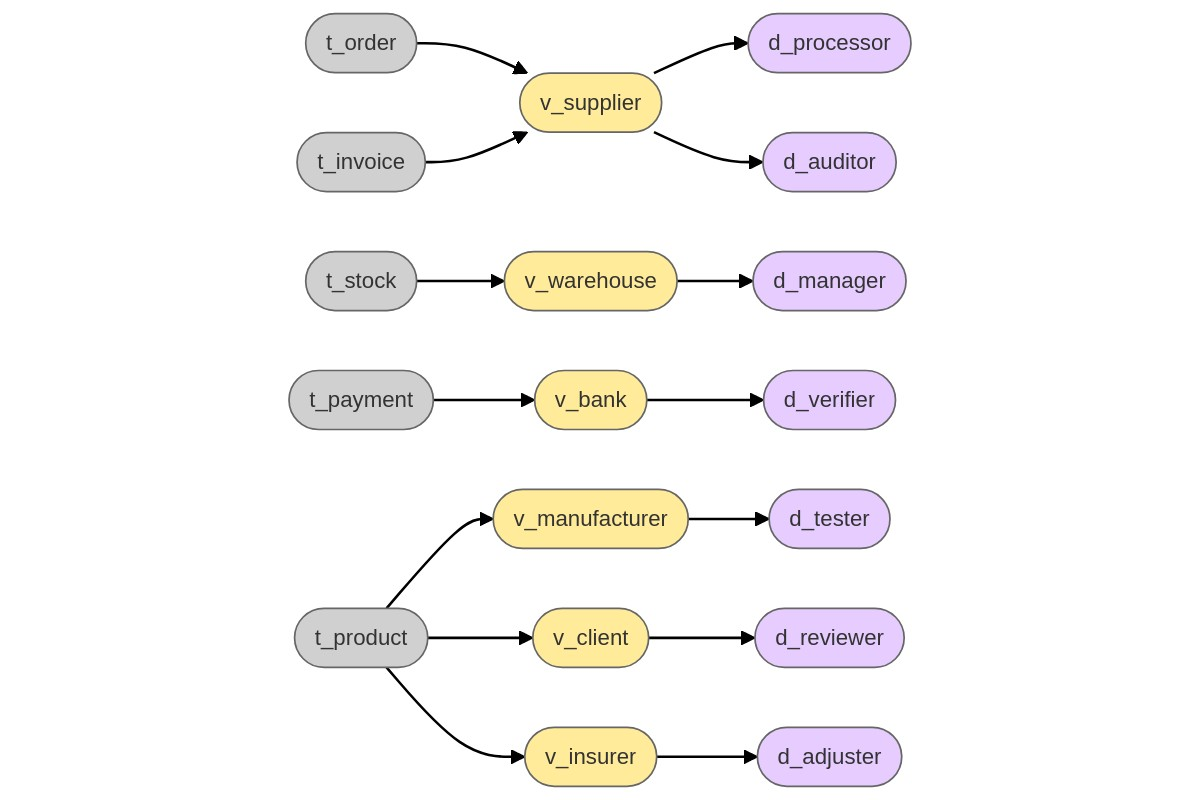 t_order
d_processor
v_supplier
t_invoice
d_auditor
t_stock
v_warehouse
d_manager
t_payment
v_bank
d_verifier
v_manufacturer
d_tester
t_product
v_client
d_reviewer
v_insurer
d_adjuster